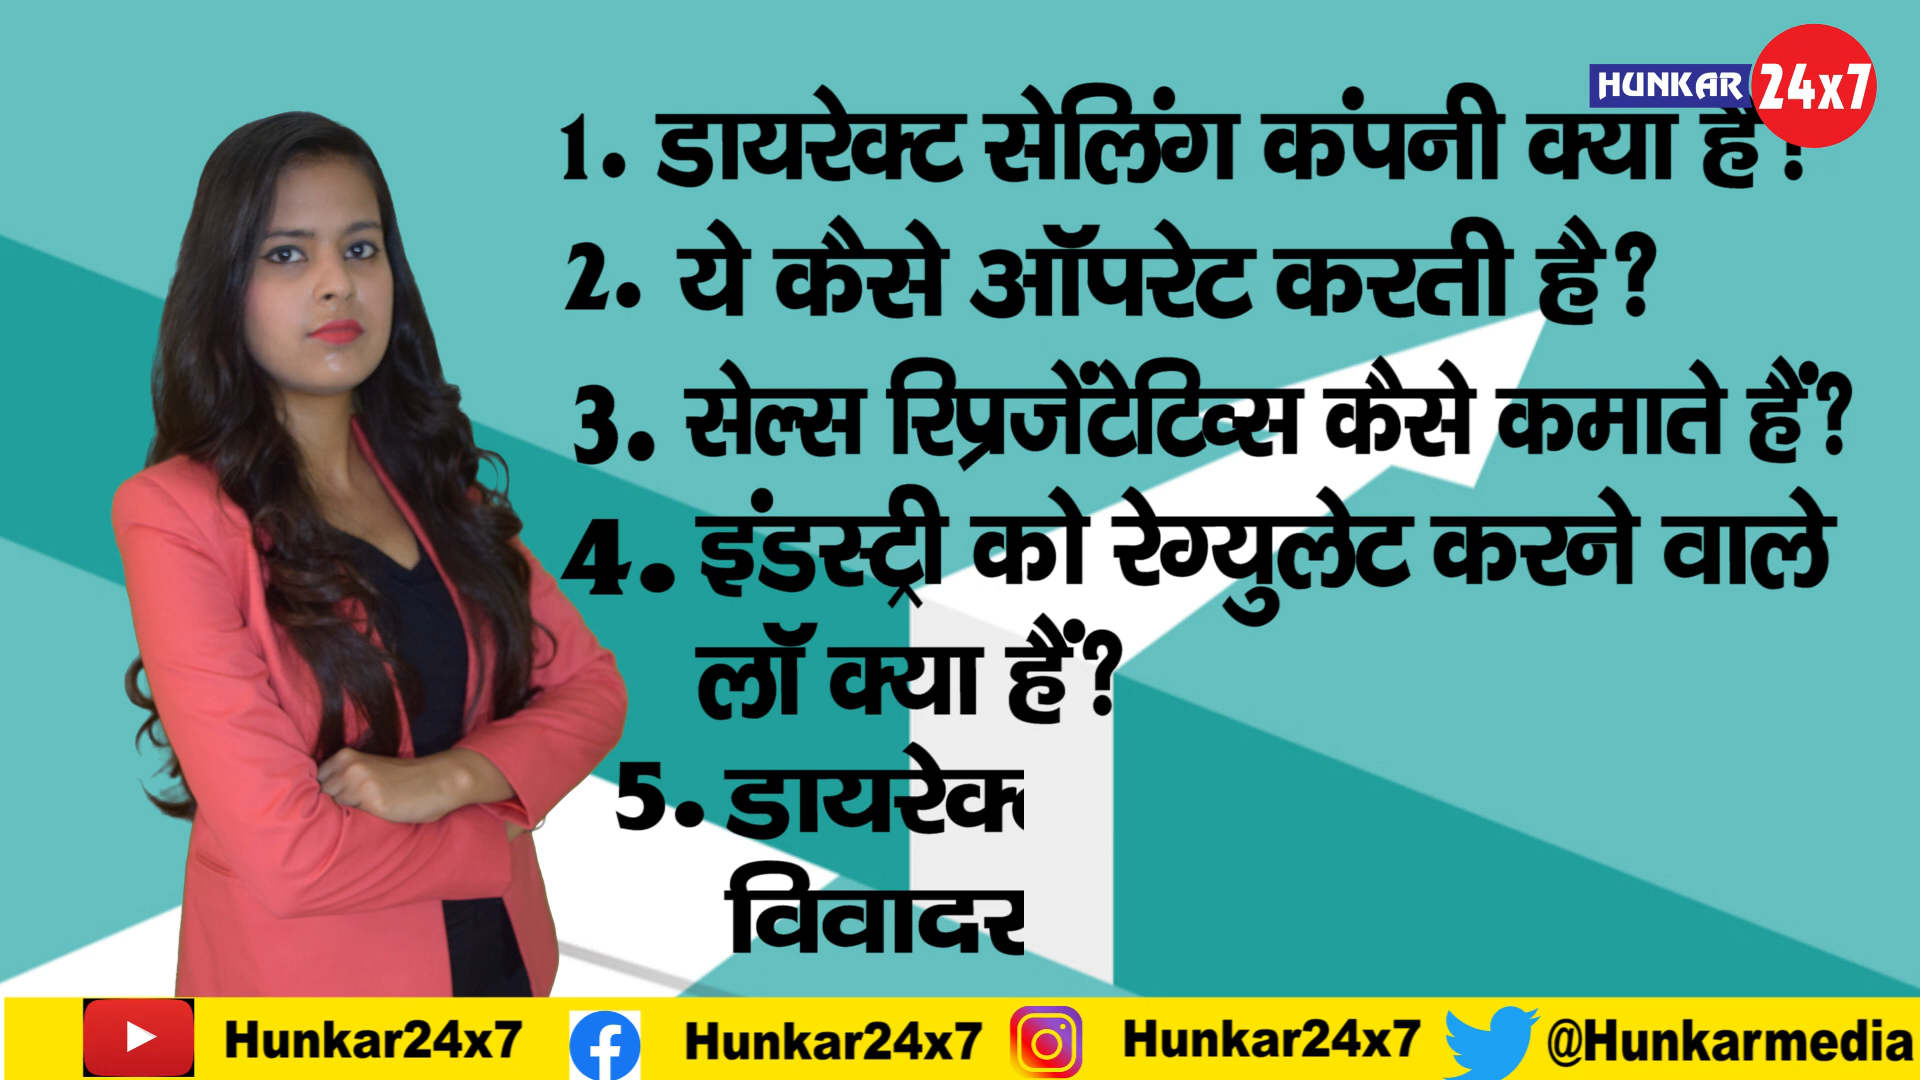 HUNKAR 24x7
1. डायरेक्ट सेलिंग कंपनी क्या है?
2. ये कैसे ऑपरेट करती है?
3. सेल्स रिप्रजेंटेटिव्स कैसे कमाते हैं?
4. इंडस्ट्री को रेग्युलेट करने वाले
लॉ क्या हैं?
5.
Hunkar24x7 Hunkar24x7 Hunkar24x7 @Hunkarmedia